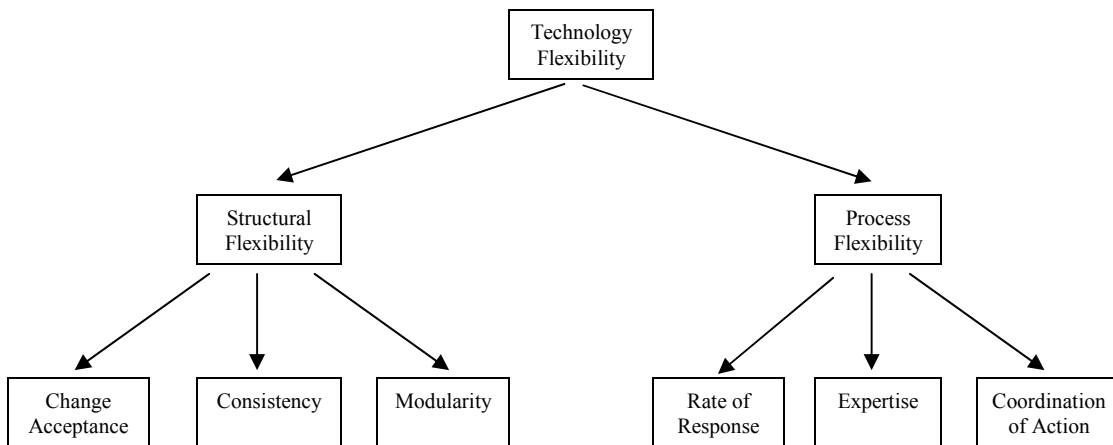 Technology
Flexibility
Structural
Flexibility
Process
Flexibility
Change
Acceptance
Consistency
Modularity
Rate of
Response
Expertise
Coordination
of Action